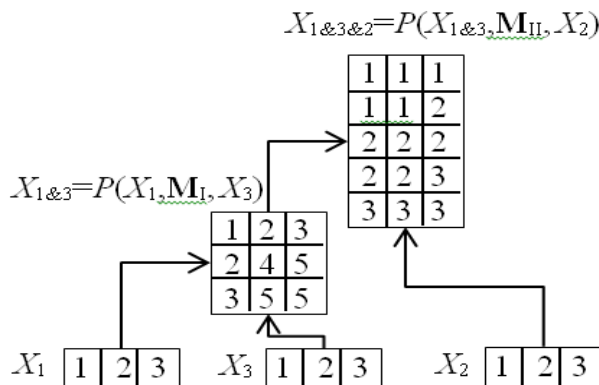 X1&3&2=P(X1&3,MII, X2)
1 1 1
1 1 2
2 2 2
2 2 3
3 3 3
X1&3=P(X1,MI, X3)
1 2 3
2 4 5
3 5 5
X1 1 2 3 X3 1 2 3 X2 1 2 3